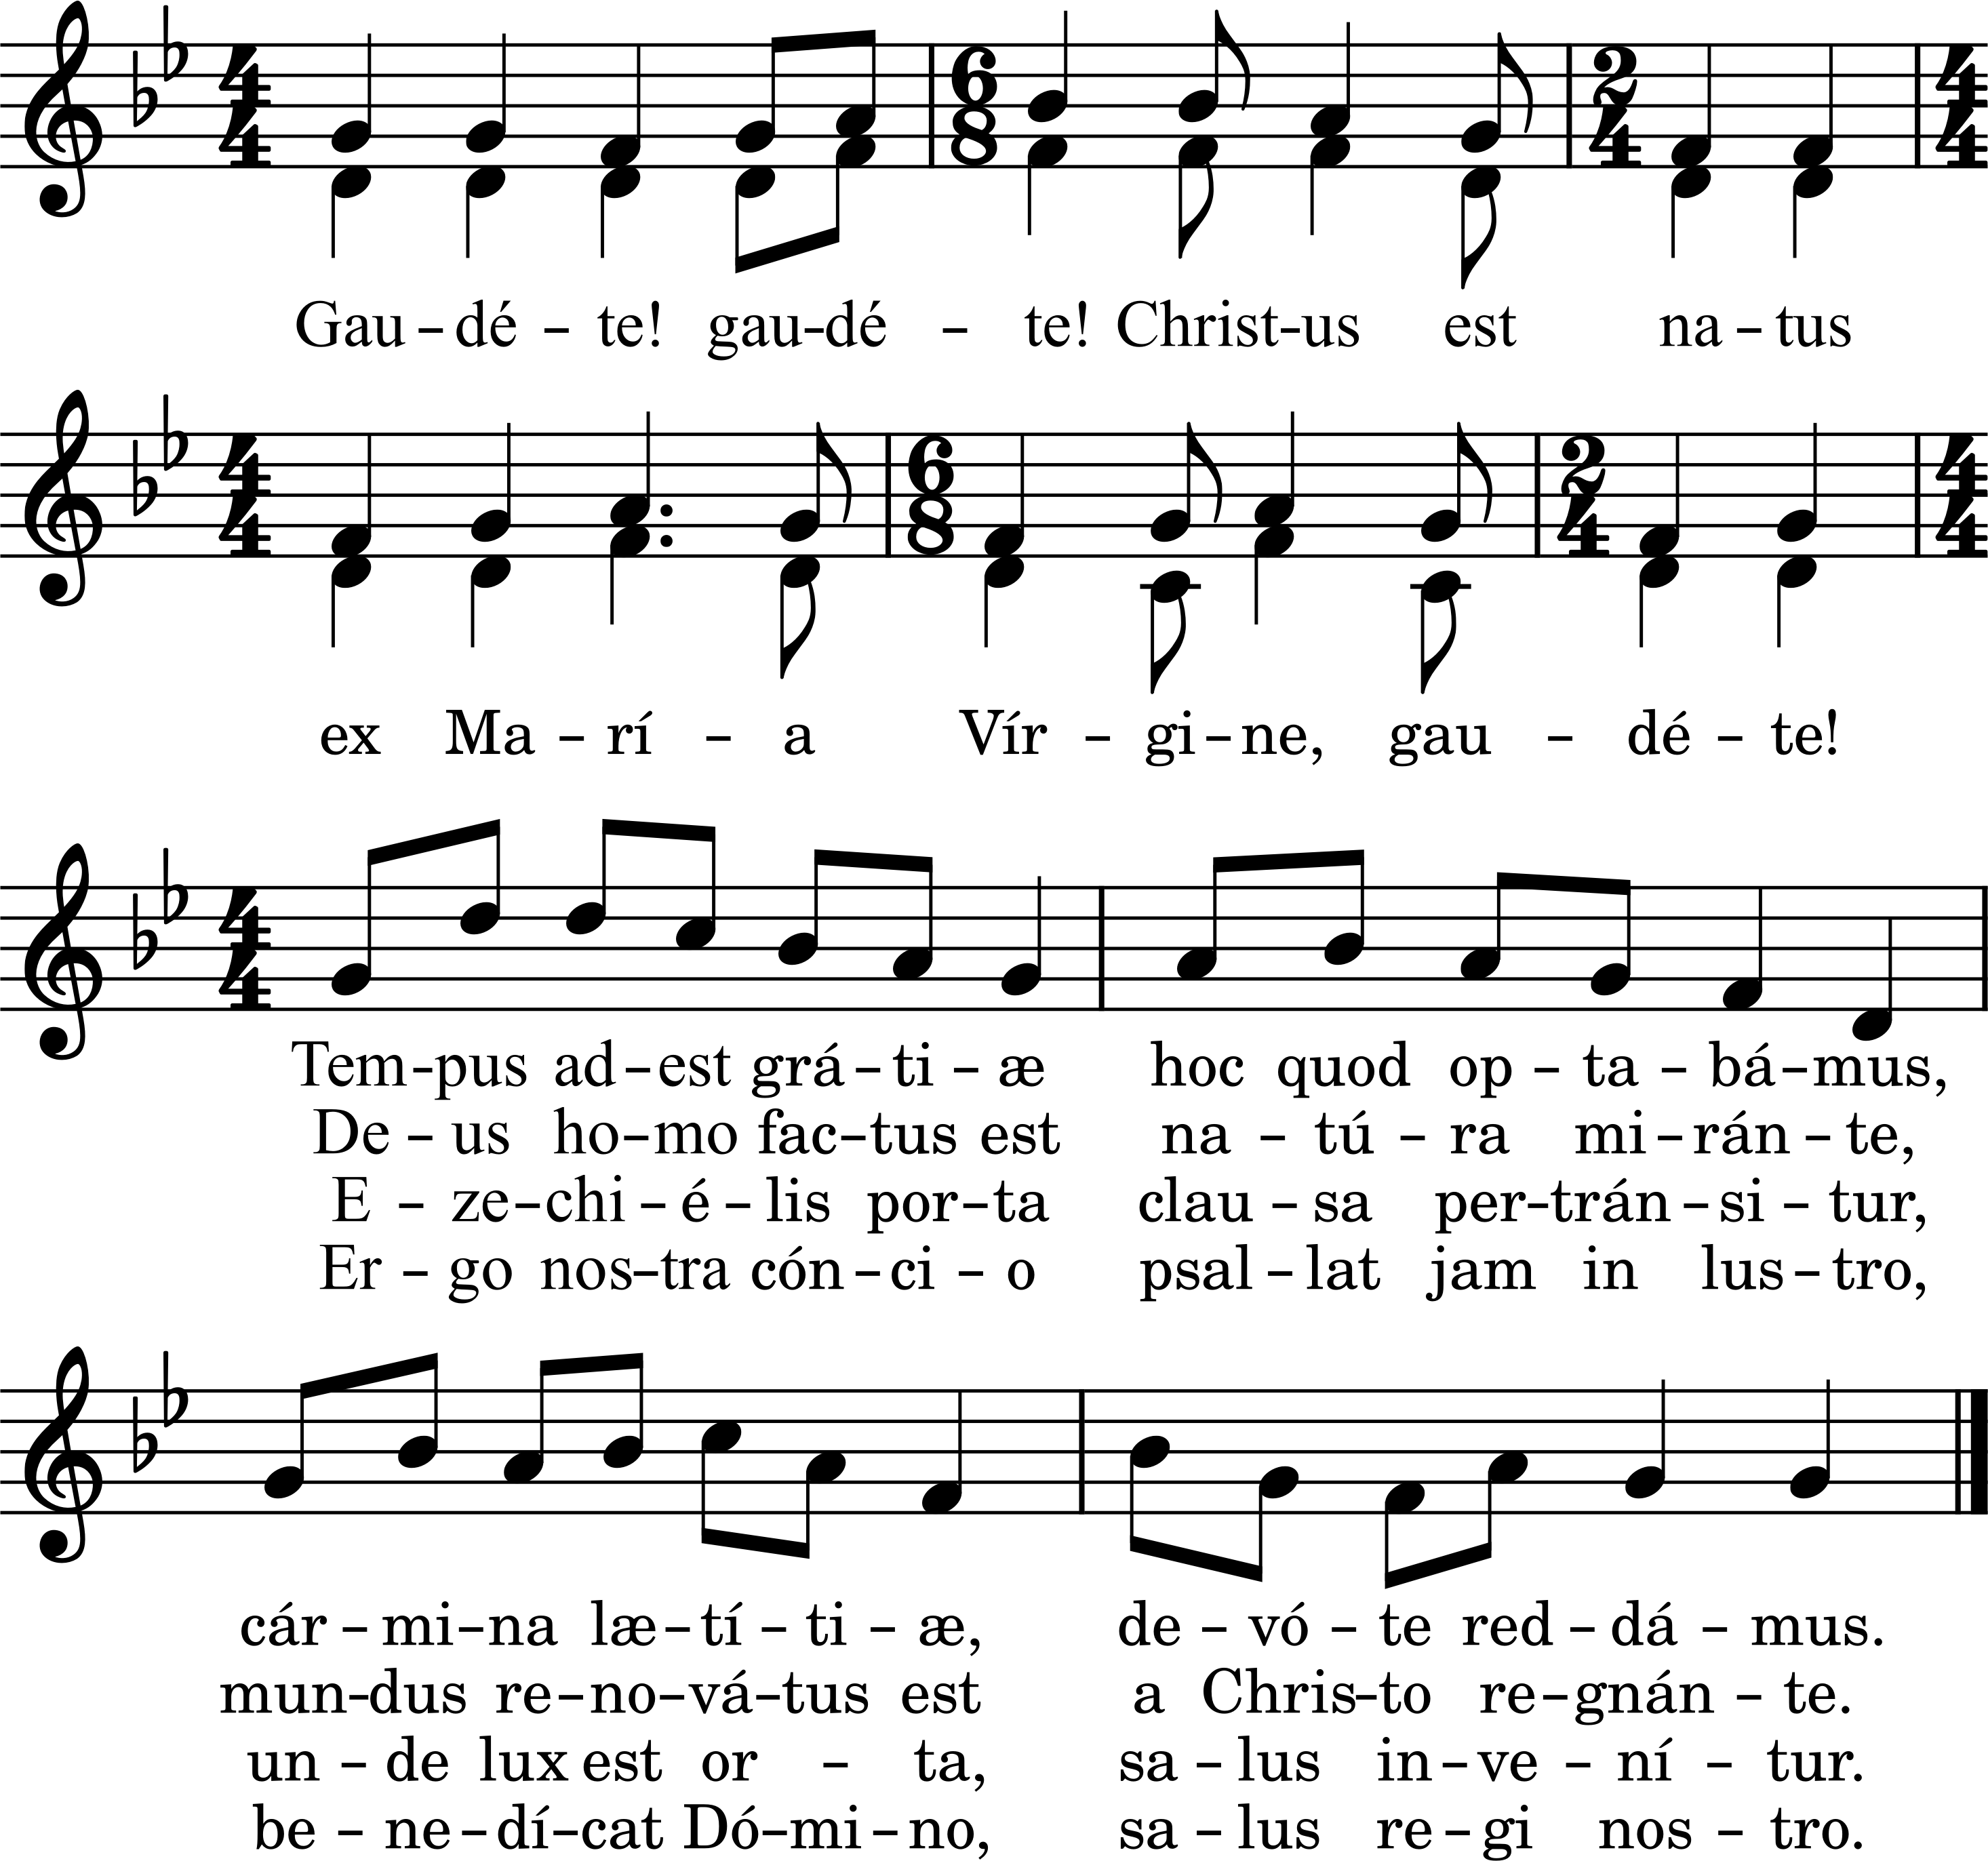 Gau – dé – te! gau–dé – te! Christ–us est na – tus
ex Ma – rí – a Vír – gi – ne, gau – dé – te!
Tem–pus ad–est grá – ti – æ hoc quod op – ta – bá–mus,
De – us ho–mo fac–tus est na – tú – ra mi–rán – te,
E – ze–chi – é – lis por–ta clau – sa per–trán–si – tur,
Er – go nos–tra cón – ci – o psal – lat jam in lus – tro,
cár – mi–na læ–tí – ti – æ, de – vó – te red – dá – mus.
mun–dus re–no–vá–tus est a Chris–to re–gnán – te.
un – de lux est or – ta, sa – lus in–ve – ní – tur.
be – ne–dí–cat Dó–mi – no, sa – lus re – gi nos – tro.